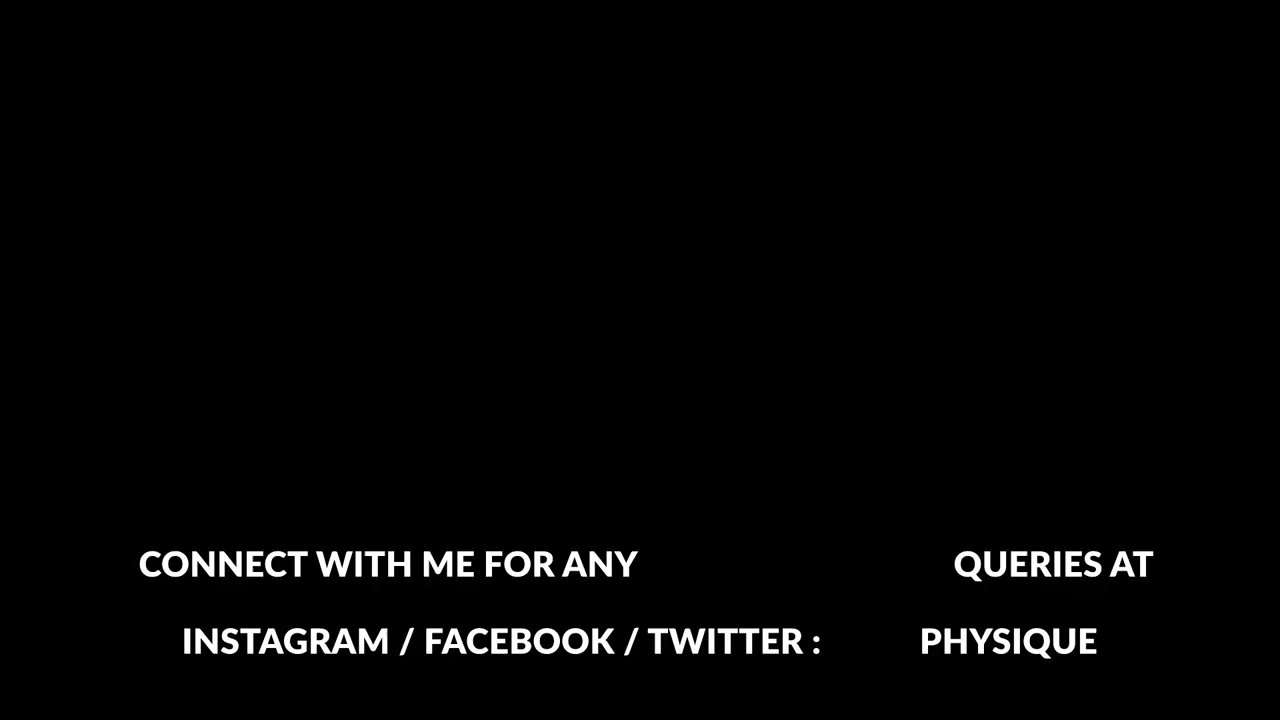 CONNECT WITH ME FOR ANY QUERIES AT
INSTAGRAM / FACEBOOK / TWITTER : PHYSIQUE